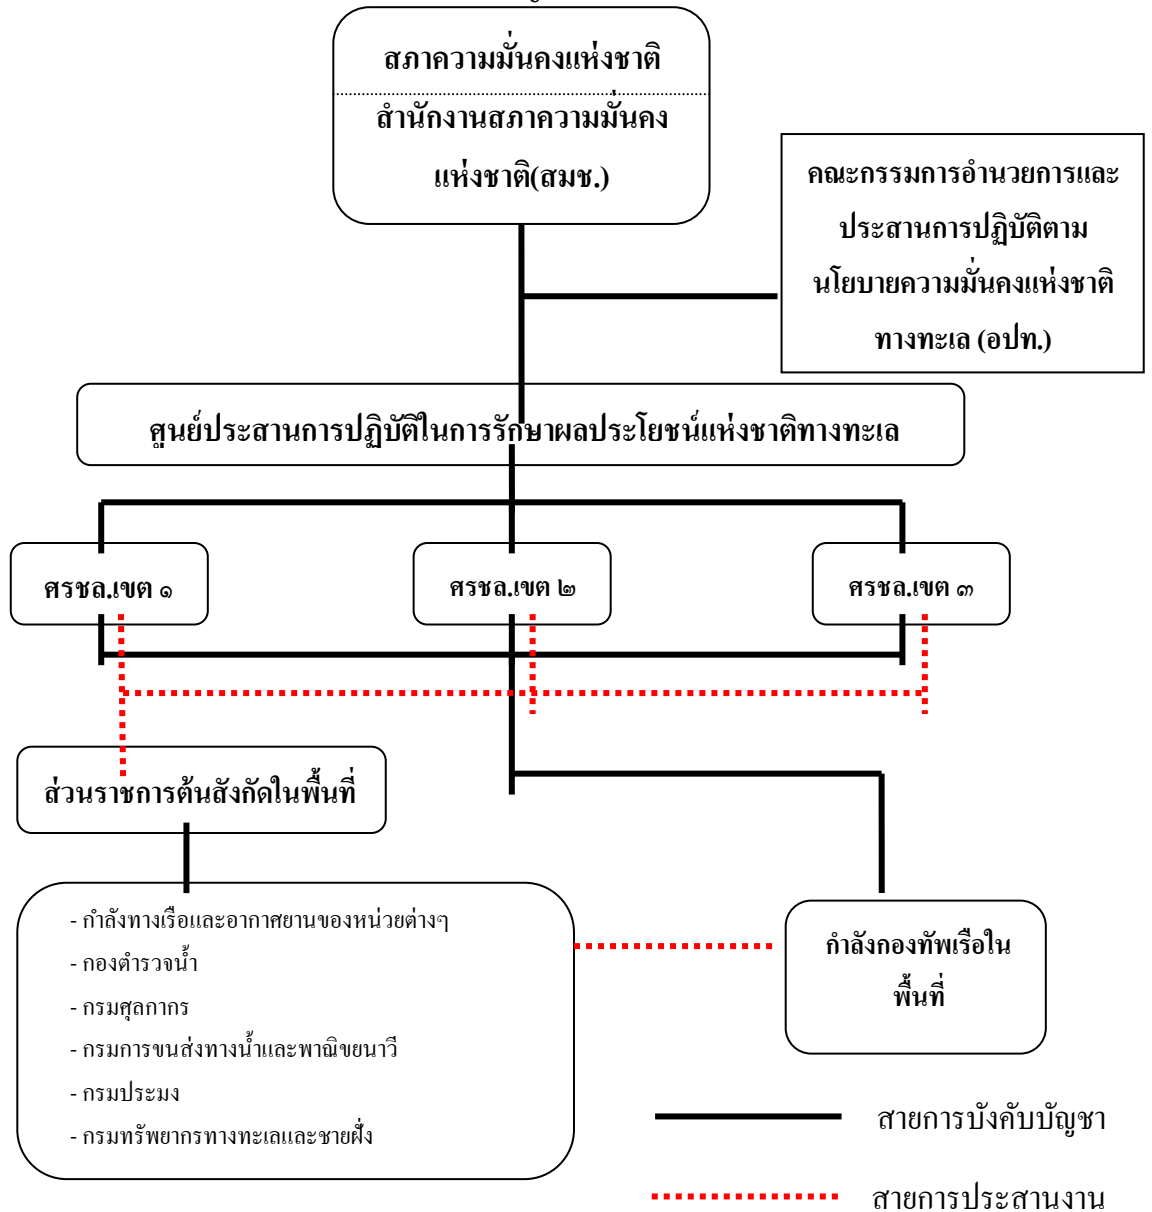 สภาความมั่นคงแห่งชาติ
สำนักงานสภาความมั่นคง
แห่งชาติ(สมช.)
คณะกรรมการอำนวยการและ
ประสานการปฏิบัติตาม
นโยบายความมั่นคงแห่งชาติ
ทางทะเล (อปท.)
ศูนย์ประสานการปฏิบัติในการรักษาผลประโยชน์แห่งชาติทางทะเล
ศรชล.เขต ๑
ศรชล.เขต ๒
ศรชล.เขต ๓
ส่วนราชการต้นสังกัดในพื้นที่
- กำลังทางเรือและอากาศยานของหน่วยต่างๆ
- กองตำรวจน้ำ
- กรมศุลกากร
- กรมการขนส่งทางน้ำและพาณิขยนาวี
- กรมประมง
- กรมทรัพยากรทางทะเลและชายฝั่ง
กำลังกองทัพเรือใน
พื้นที่
สายการบังคับบัญชา
สายการประสานงาน